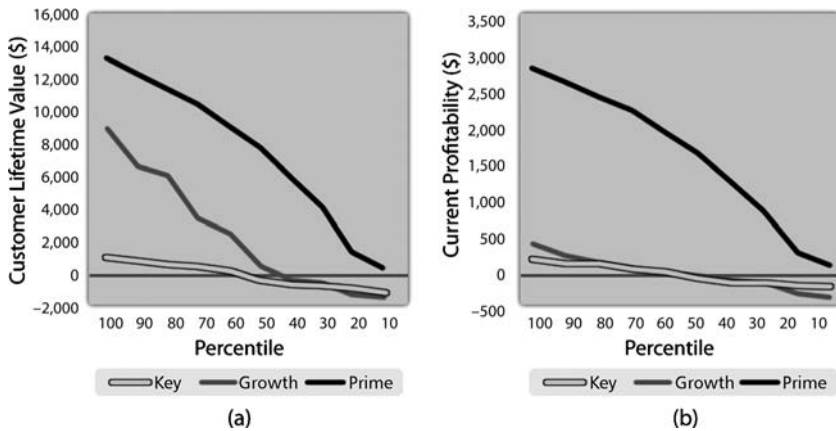 Customer Lifetime Value ($)
16,000
14,000
12,000
10,000
8,000
6,000
4,000
2,000
0
–2,000
100 90 80 70 60 50 40 30 20 10
Percentile
Key Growth Prime
(a)
Current Profitability ($)
3,500
3,000
2,500
2,000
1,500
1,000
500
0
–500
100 90 80 70 60 50 40 30 20 10
Percentile
Key Growth Prime
(b)